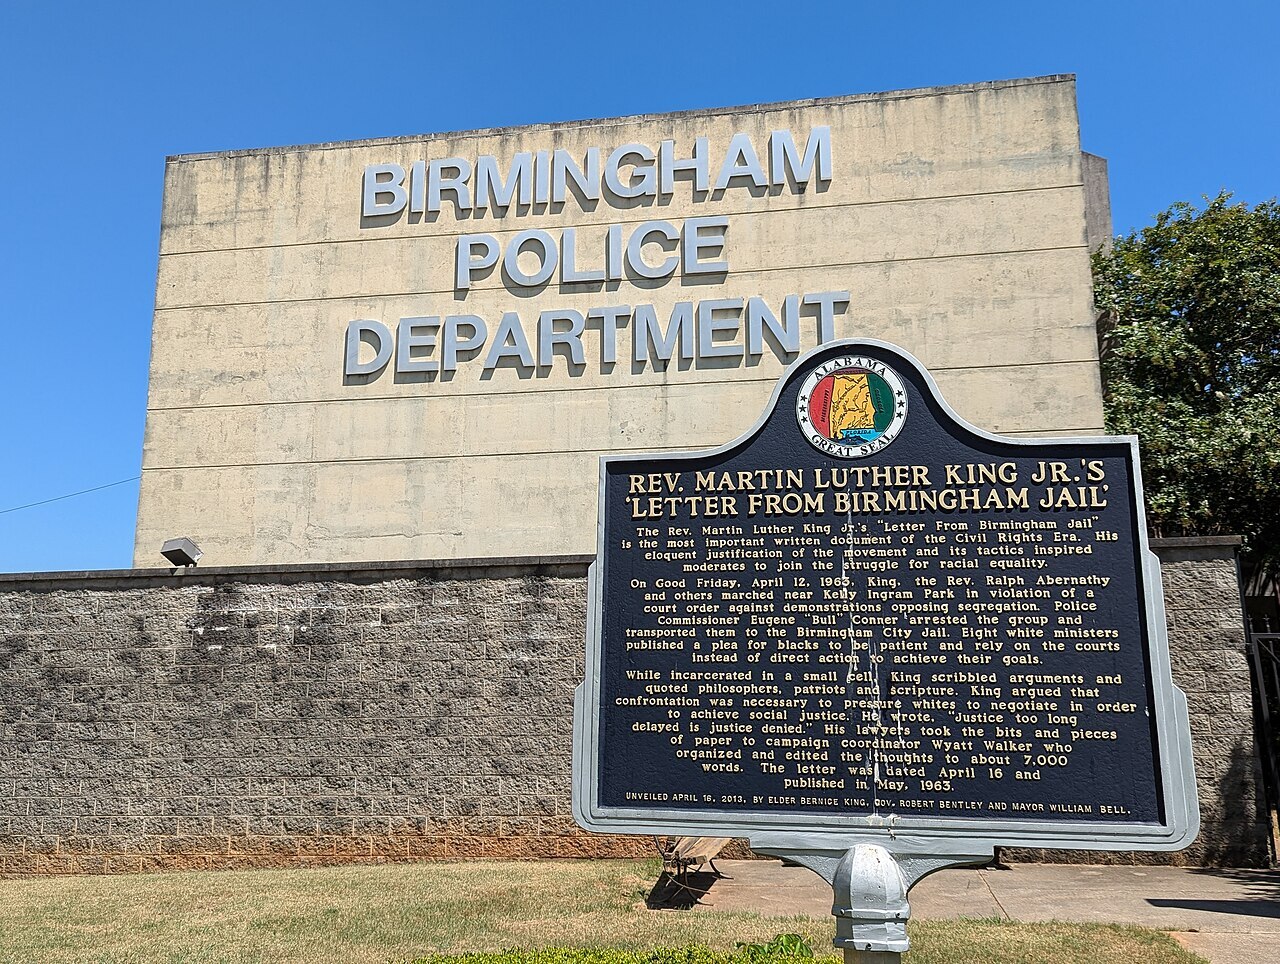 BIRMINGHAM
POLICE
DEPARTMENT
ALABAMA
GREAT SEAL
REV. MARTIN LUTHER KING JR.'S
'LETTER FROM BIRMINGHAM JAIL'
The Rev. Martin Luther King Jr.'s "Letter From Birmingham Jail"
is the most important written document of the Civil Rights Era. His
eloquent justification of the movement and its tactics inspired
moderates to join the struggle for racial equality.
On Good Friday, April 12, 1963, King, the Rev. Ralph Abernathy
and others marched near Kelly Ingram Park in violation of a
court order against demonstrations opposing segregation. Police
Commissioner Eugene "Bull" Conner arrested the group and
transported them to the Birmingham City Jail. Eight white ministers
published a plea for blacks to be patient and rely on the courts
instead of direct action to achieve their goals.
While incarcerated in a small cell, King scribbled arguments and
quoted philosophers, patriots and scripture. King argued that
confrontation was necessary to pressure whites to negotiate in order
to achieve social justice. He wrote, "Justice too long
delayed is justice denied." His lawyers took the bits and pieces
of paper to campaign coordinator Wyatt Walker who
organized and edited the thoughts to about 7,000
words. The letter was dated April 16 and
published in May, 1963.
UNVEILED APRIL 16, 2013, BY ELDER BERNICE KING, GOV. ROBERT BENTLEY AND MAYOR WILLIAM BELL.